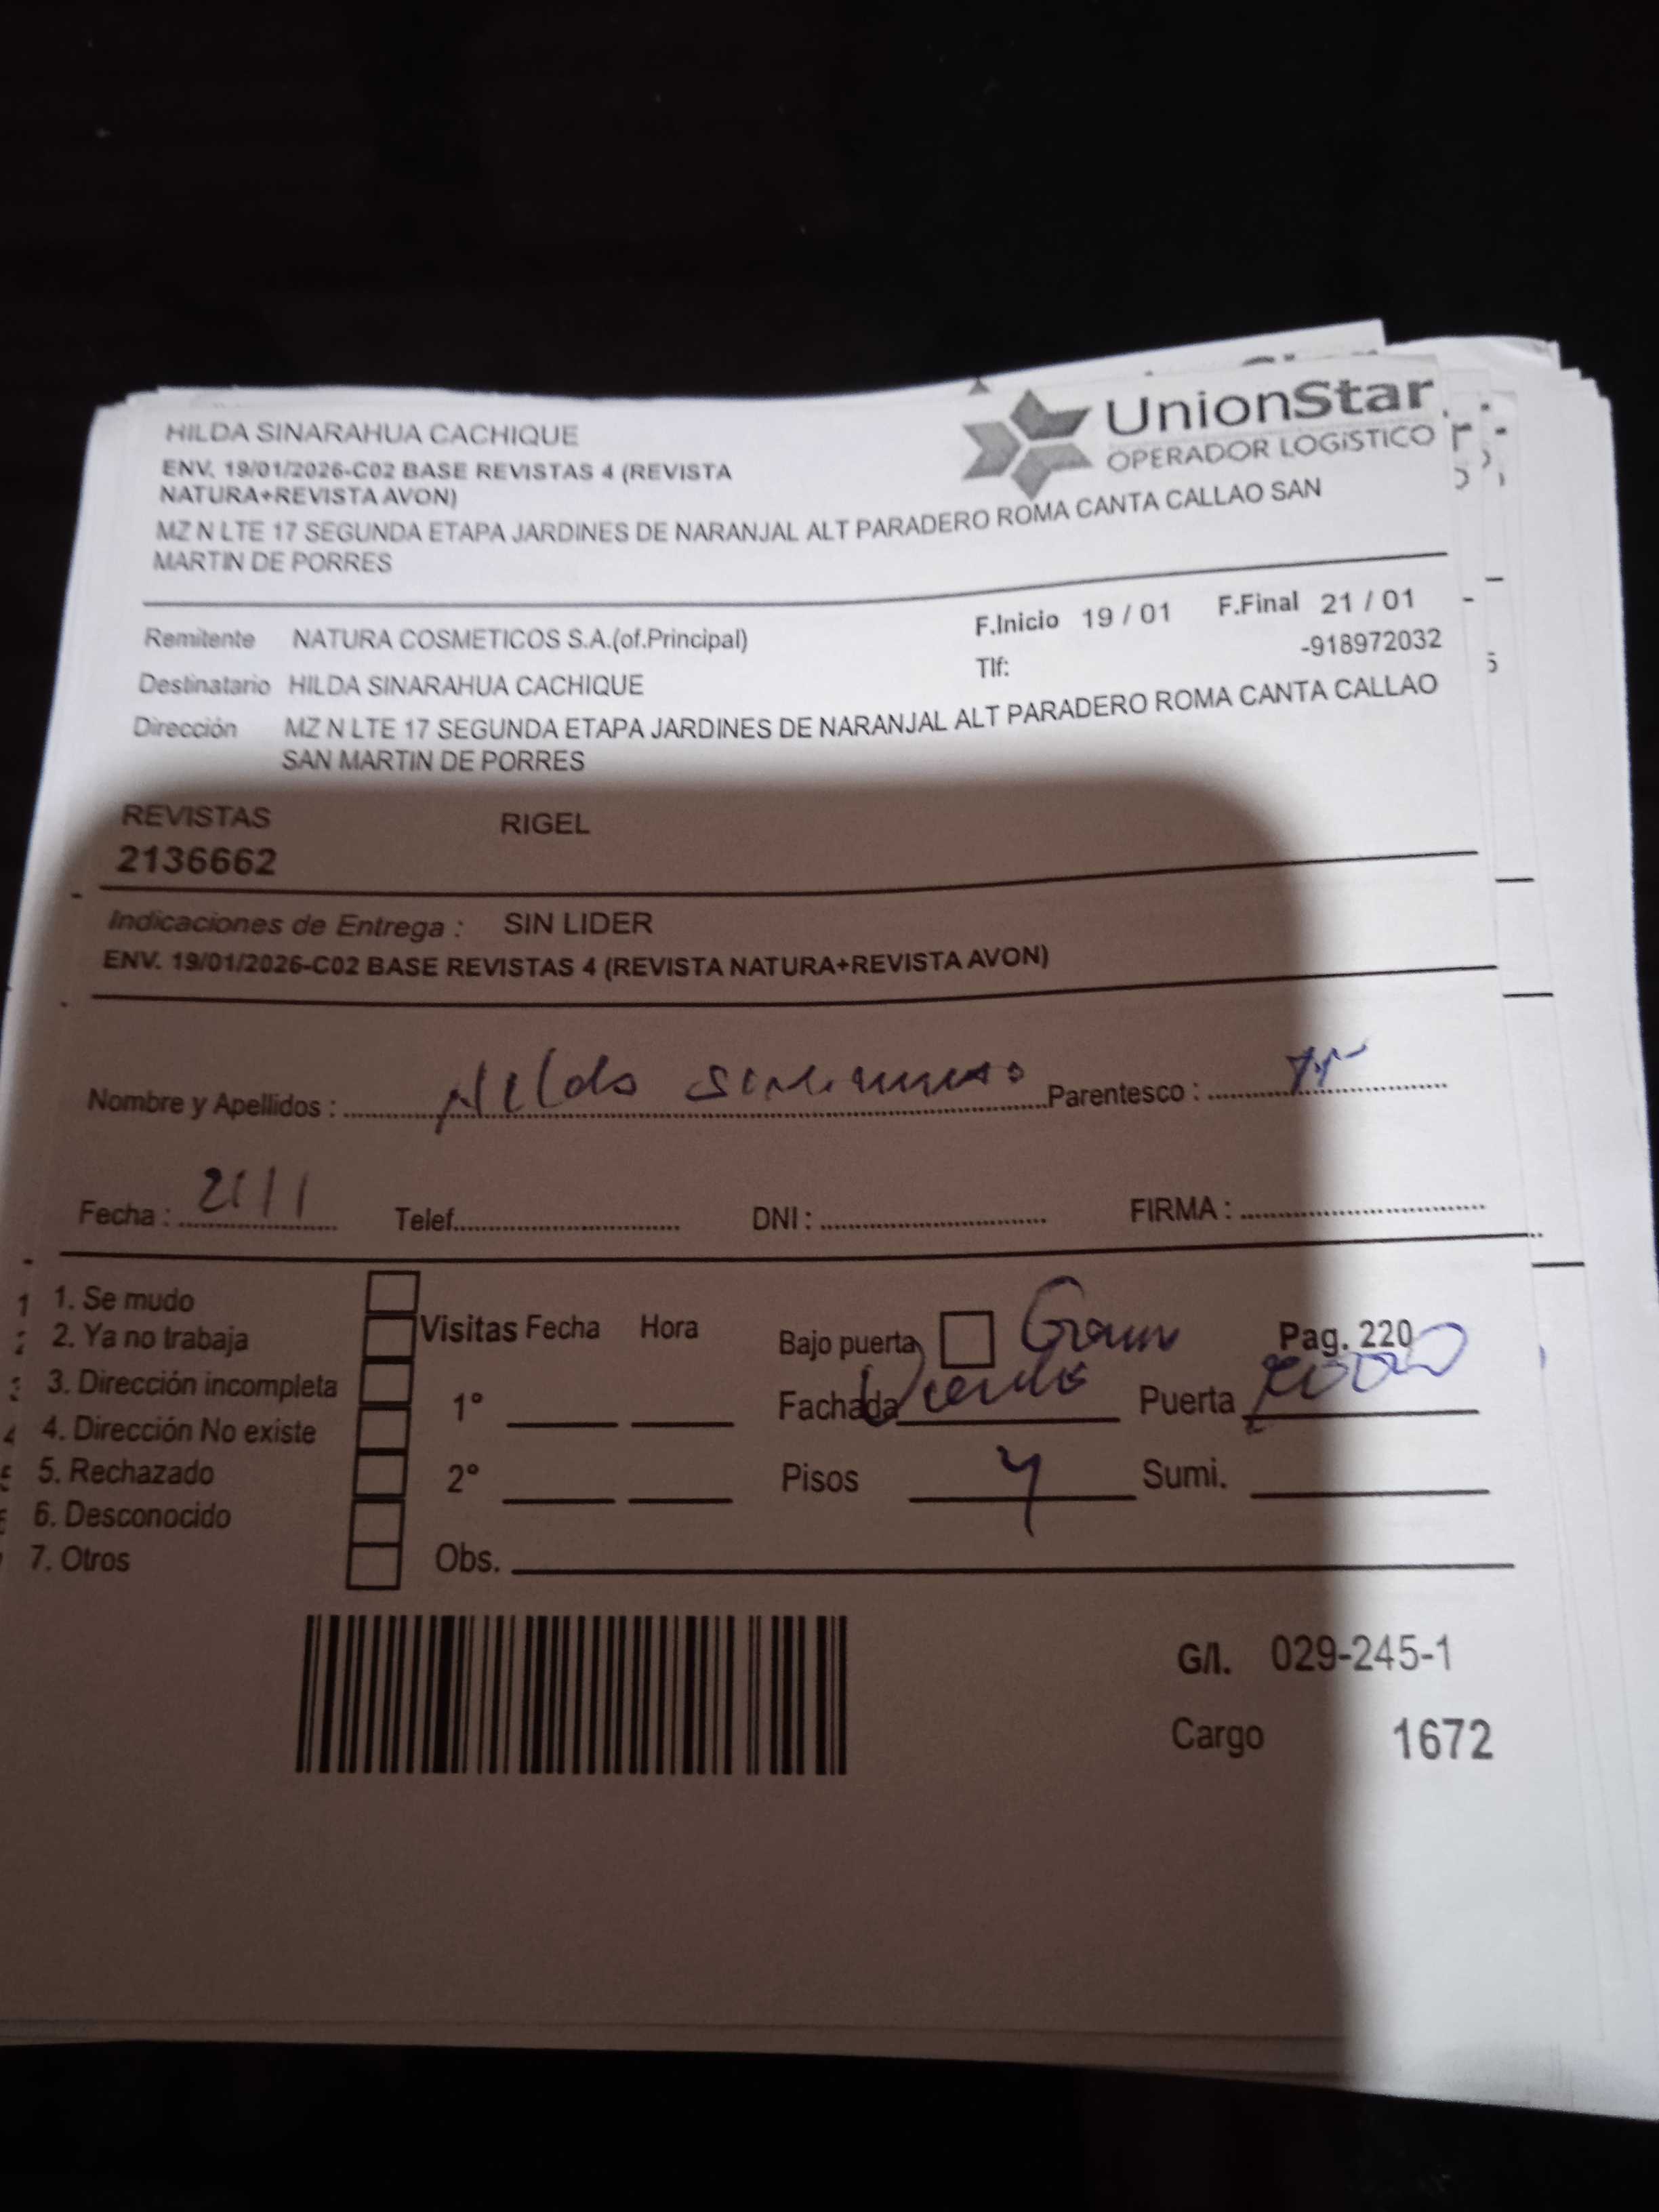 HILDA SINARAHUA CACHIQUE
ENV. 19/01/2026-C02 BASE REVISTAS 4 (REVISTA
NATURA+REVISTA AVON)
MZ N LTE 17 SEGUNDA ETAPA JARDINES DE NARANJAL ALT PARADERO ROMA CANTA CALLAO SAN
MARTIN DE PORRES
UnionStar
OPERADOR LOGÍSTICO
Remitente NATURA COSMETICOS S.A.(of.Principal)
F.Inicio 19 / 01 F.Final 21 / 01
Tlf: -918972032
Destinatario HILDA SINARAHUA CACHIQUE
Dirección MZ N LTE 17 SEGUNDA ETAPA JARDINES DE NARANJAL ALT PARADERO ROMA CANTA CALLAO
SAN MARTIN DE PORRES
REVISTAS RIGEL
2136662
Indicaciones de Entrega : SIN LIDER
ENV. 19/01/2026-C02 BASE REVISTAS 4 (REVISTA NATURA+REVISTA AVON)
Nombre y Apellidos : Parentesco :
Fecha : 21/1 Telef. DNI : FIRMA :
1. Se mudo
2. Ya no trabaja
3. Dirección incompleta
4. Dirección No existe
5. Rechazado
6. Desconocido
7. Otros
Visitas Fecha Hora
1°
2°
Obs.
Bajo puerta Pag. 220
Fachada Puerta
Pisos 4 Sumi.
G/I. 029-245-1
Cargo 1672